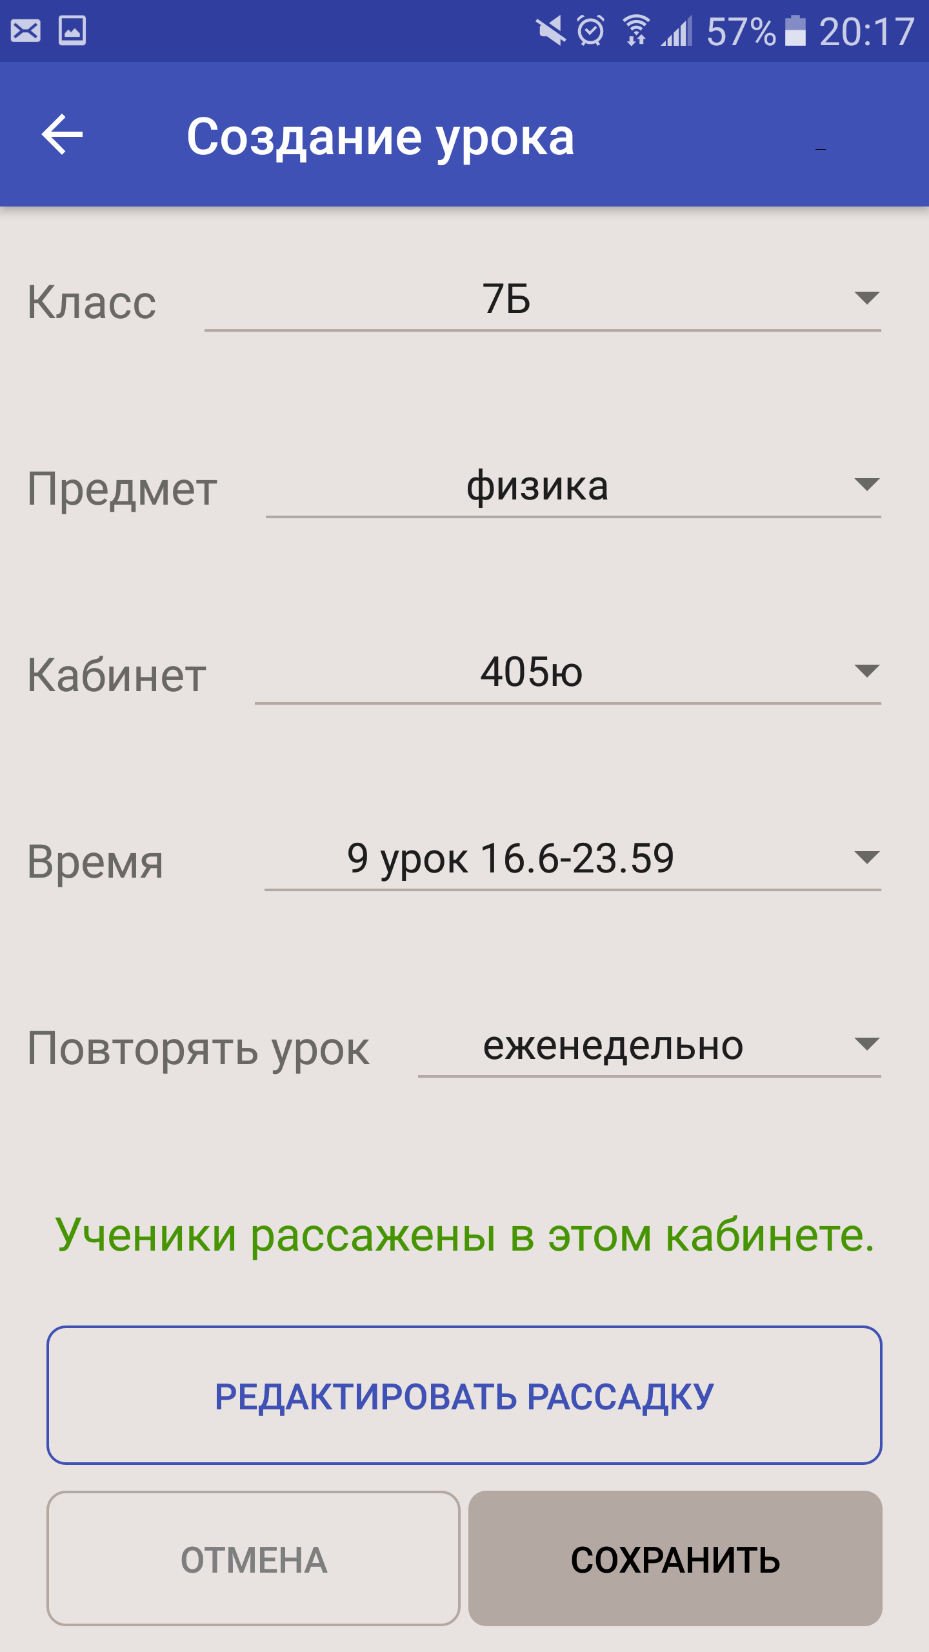 57% 20:17
Создание урока
Класс 7Б
Предмет физика
Кабинет 405ю
Время 9 урок 16.6-23.59
Повторять урок еженедельно
Ученики рассажены в этом кабинете.
РЕДАКТИРОВАТЬ РАССАДКУ
ОТМЕНА СОХРАНИТЬ